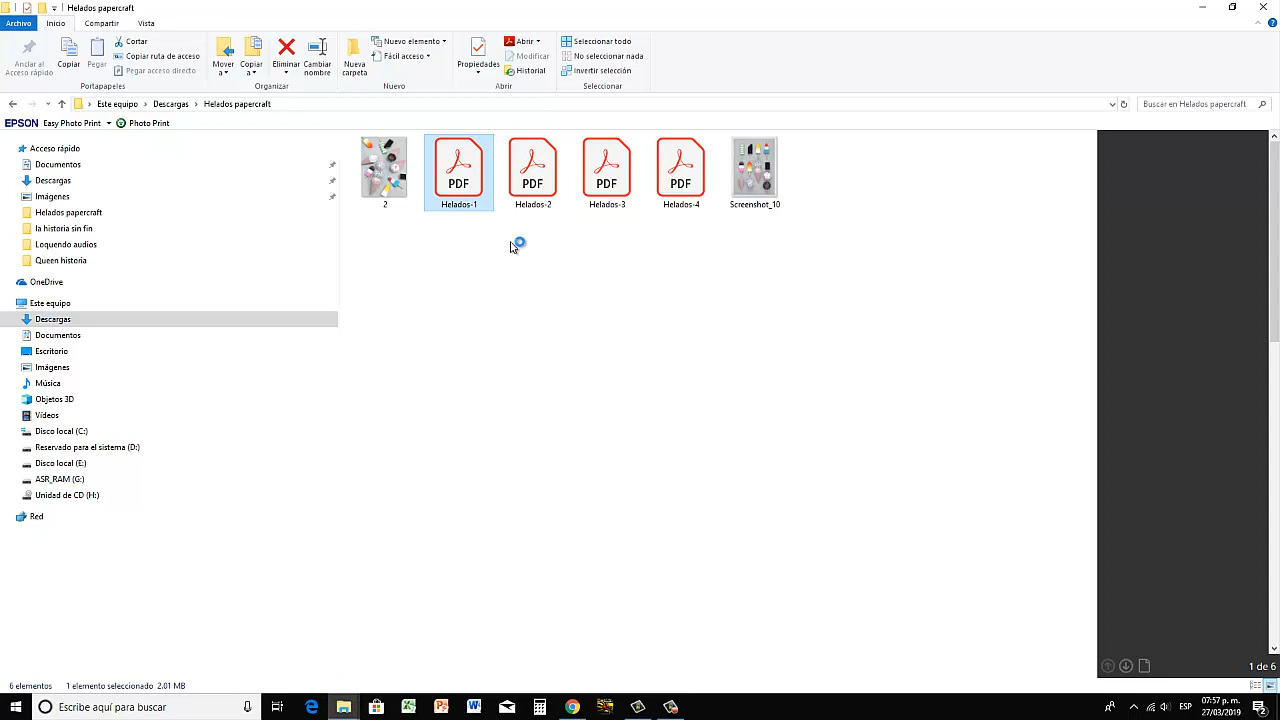 Helados papercraft
Archivo Inicio Compartir Vista
Anclar al Acceso rápido
Copiar
Pegar
Cortar
Copiar ruta de acceso
Pegar acceso directo
Portapapeles
Mover a
Copiar a
Eliminar
Cambiar nombre
Organizar
Nueva carpeta
Nuevo elemento
Fácil acceso
Nuevo
Propiedades
Abrir
Modificar
Historial
Abrir
Seleccionar todo
No seleccionar nada
Invertir selección
Seleccionar
Este equipo > Descargas > Helados papercraft
Buscar en Helados papercraft
EPSON Easy Photo Print Photo Print
Acceso rápido
Documentos
Descargas
Imágenes
Helados papercraft
la historia sin fin
Loquendo audios
Queen historia
OneDrive
Este equipo
Descargas
Documentos
Escritorio
Imágenes
Música
Objetos 3D
Vídeos
Disco local (C:)
Reservado para el sistema (D:)
Disco local (E:)
ASR_RAM (G:)
Unidad de CD (H:)
Red
PDF PDF PDF PDF
2 Helados-1 Helados-2 Helados-3 Helados-4 Screenshot_10
1 de 6
6 elementos 1 elemento seleccionado 2.01 MB
Escribe aquí para buscar
ESP
07:57 p. m.
27/03/2019
2